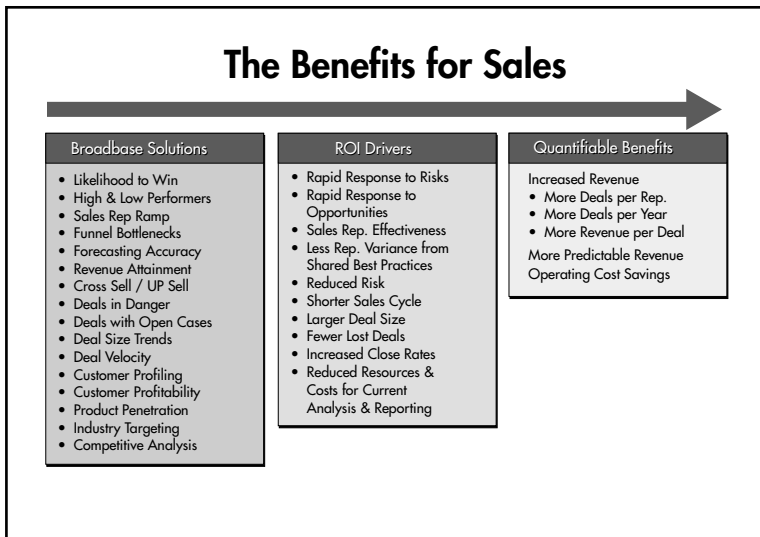 The Benefits for Sales
Broadbase Solutions
• Likelihood to Win
• High & Low Performers
• Sales Rep Ramp
• Funnel Bottlenecks
• Forecasting Accuracy
• Revenue Attainment
• Cross Sell / UP Sell
• Deals in Danger
• Deals with Open Cases
• Deal Size Trends
• Deal Velocity
• Customer Profiling
• Customer Profitability
• Product Penetration
• Industry Targeting
• Competitive Analysis
ROI Drivers
• Rapid Response to Risks
• Rapid Response to
Opportunities
• Sales Rep. Effectiveness
• Less Rep. Variance from
Shared Best Practices
• Reduced Risk
• Shorter Sales Cycle
• Larger Deal Size
• Fewer Lost Deals
• Increased Close Rates
• Reduced Resources &
Costs for Current
Analysis & Reporting
Quantifiable Benefits
Increased Revenue
• More Deals per Rep.
• More Deals per Year
• More Revenue per Deal
More Predictable Revenue
Operating Cost Savings